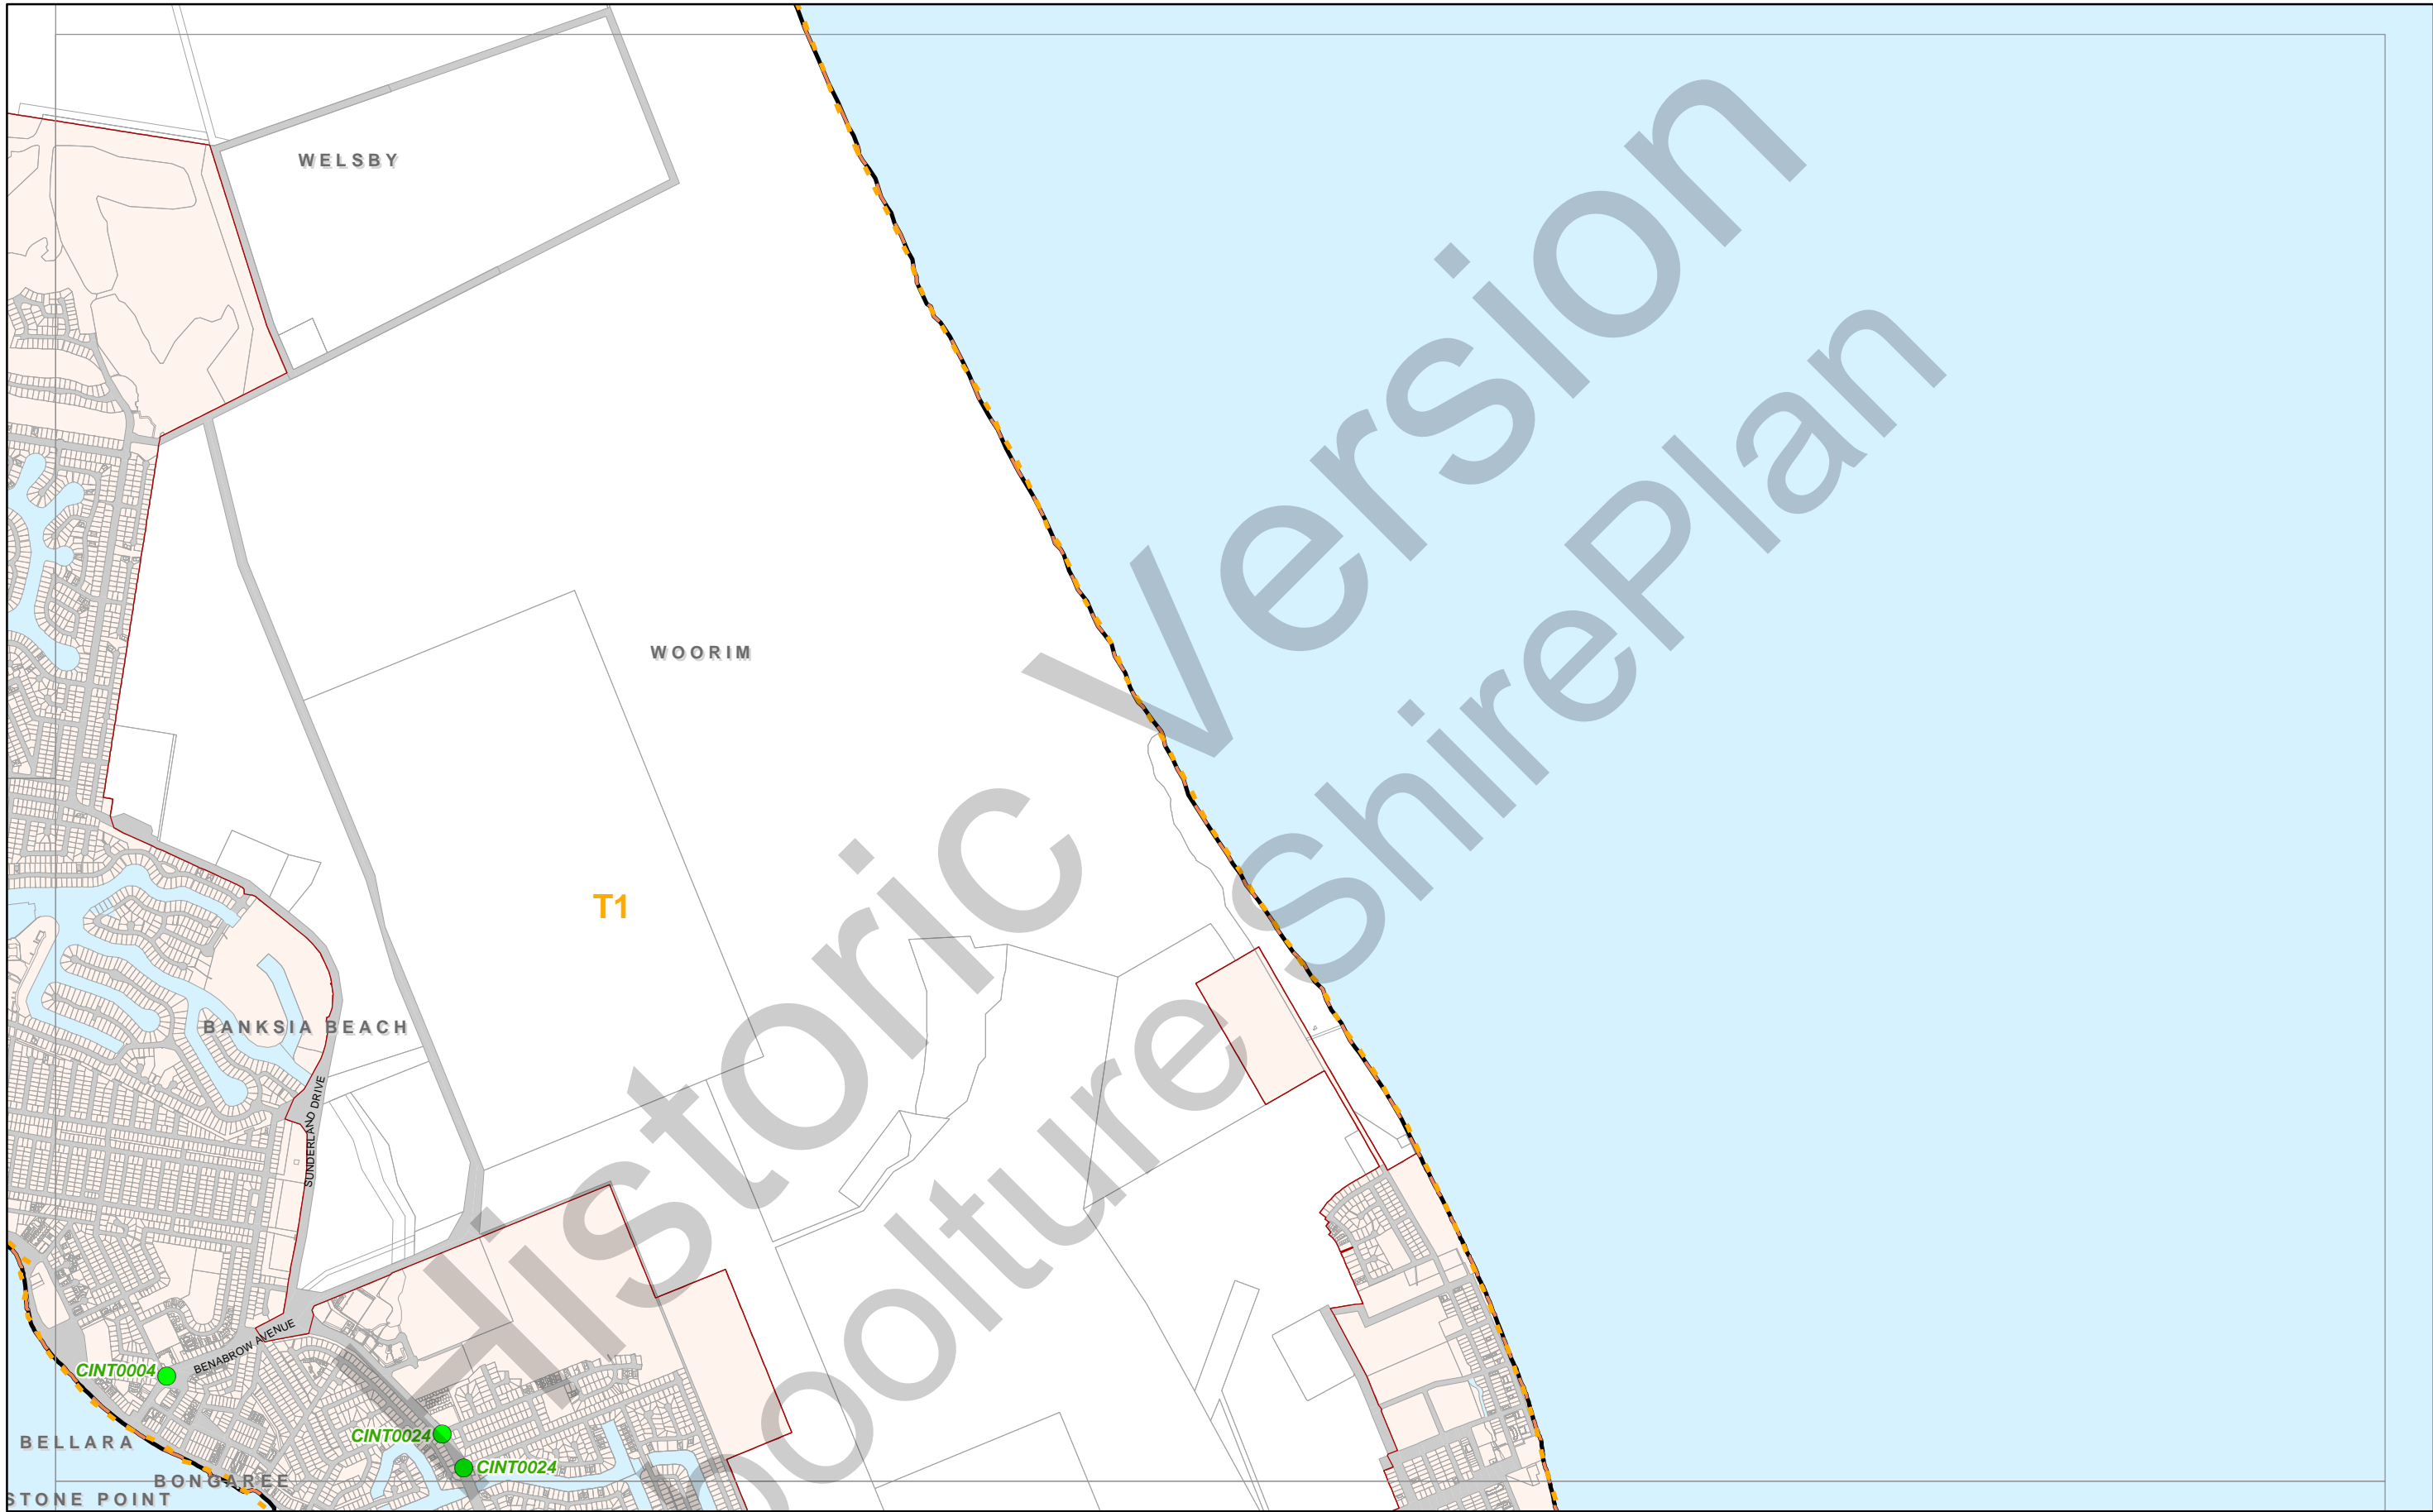 WELSBY
WOORIM
T1
BANKSIA BEACH
SUNDERLAND DRIVE
BENABROW AVENUE
CINT0004
CINT0024
CINT0024
BELLARA
BONGAREE
STONE POINT
Historic Version
oolture ShirePlan